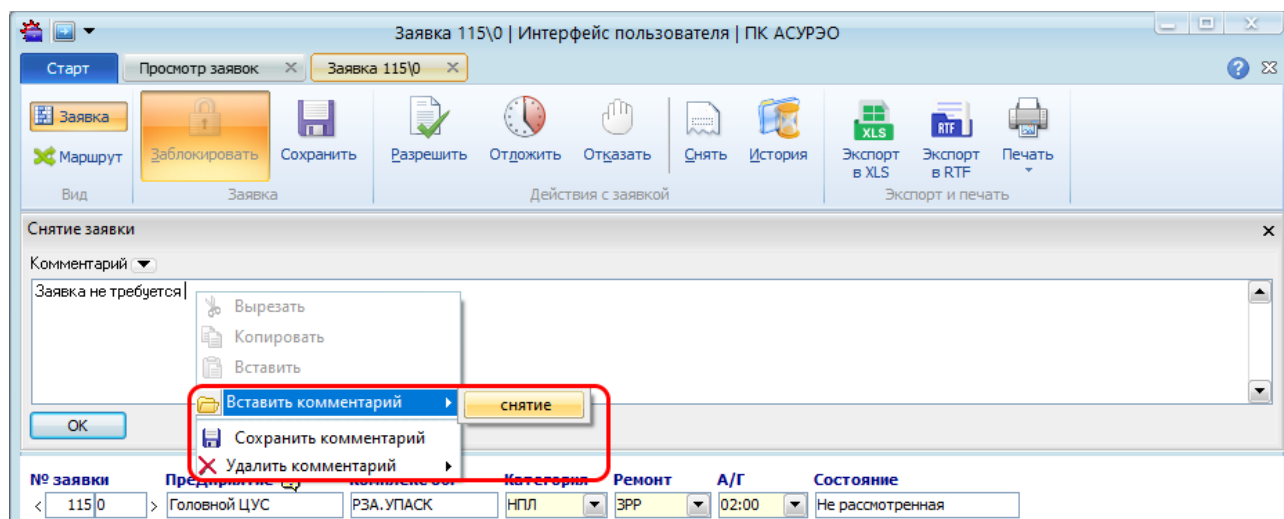 Заявка 115\0 | Интерфейс пользователя | ПК АСУРЭО
Старт Просмотр заявок Заявка 115\0
Заявка
Маршрут
Заблокировать Сохранить Разрешить Отложить Отказать Снять История Экспорт в XLS Экспорт в RTF Печать
Вид Заявка Действия с заявкой Экспорт и печать
Снятие заявки
Комментарий
Заявка не требуется
Вырезать
Копировать
Вставить
Вставить комментарий снятие
OK
Сохранить комментарий
Удалить комментарий
№ заявки Предприятие Категория Ремонт А/Г Состояние
< 115\0 > Головной ЦУС РЗА.УПАСК НПЛ ЗРР 02:00 Не рассмотренная